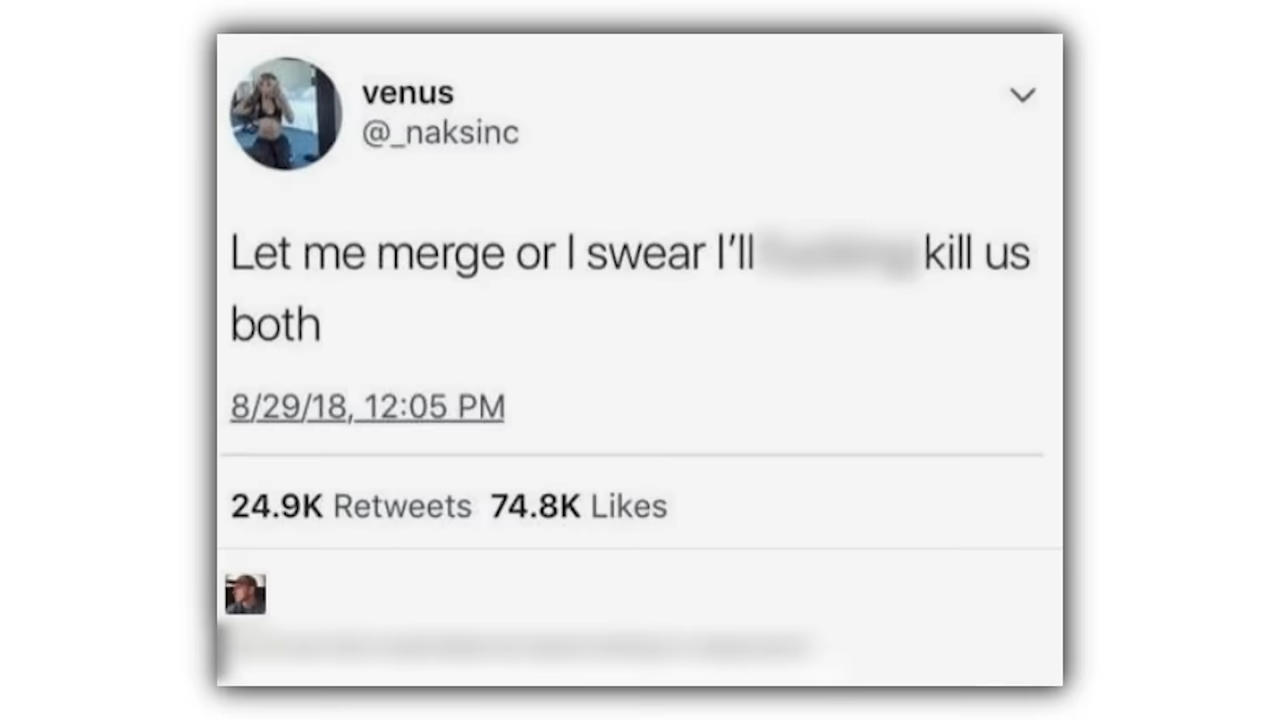 venus
@_naksinc
Let me merge or I swear I'll kill us
both
8/29/18, 12:05 PM
24.9K Retweets 74.8K Likes